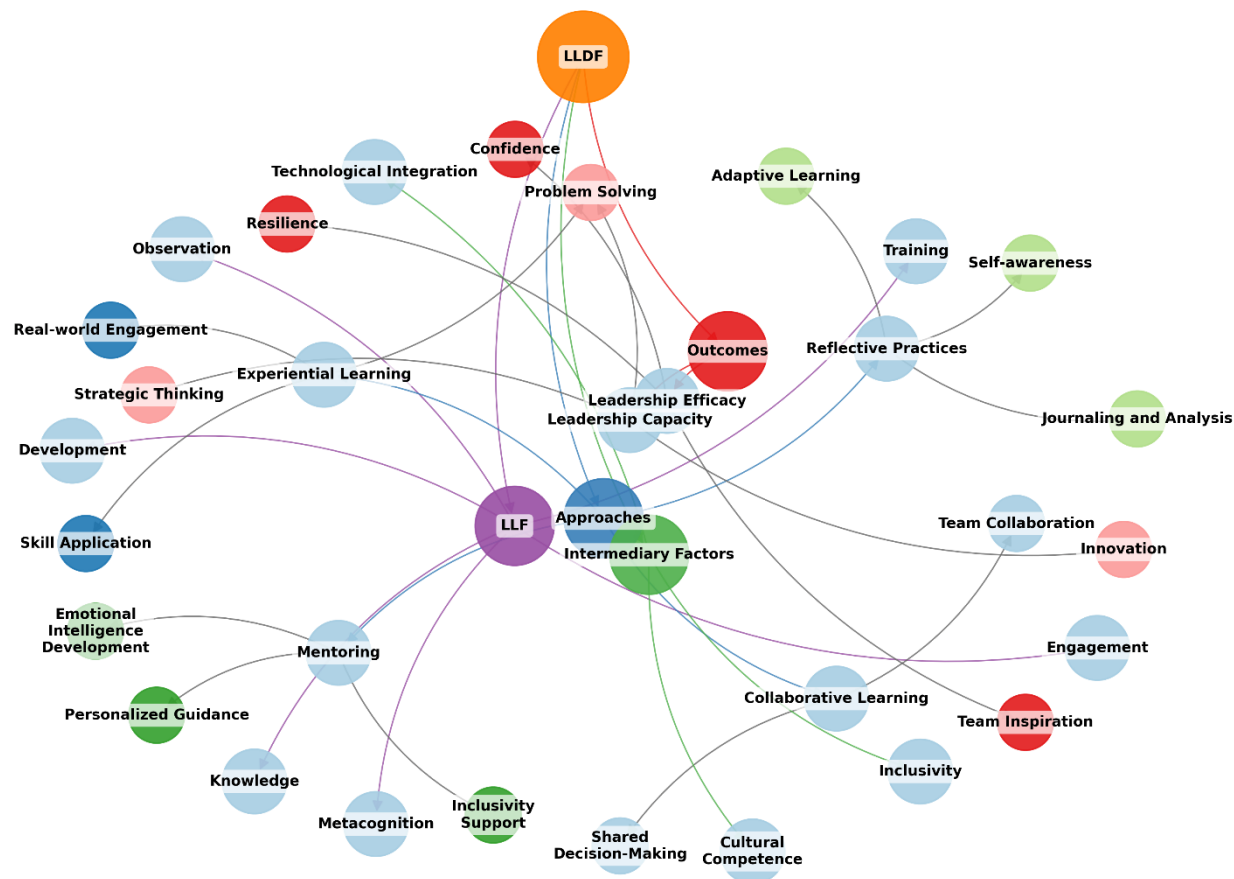 LLDF
Confidence
Technological Integration
Adaptive Learning
Problem Solving
Resilience
Observation
Training
Self-awareness
Real-world Engagement
Outcomes
Reflective Practices
Experiential Learning
Strategic Thinking
Leadership Efficacy
Leadership Capacity
Journaling and Analysis
Development
Approaches
LLF
Team Collaboration
Skill Application
Innovation
Intermediary Factors
Emotional
Intelligence
Development
Engagement
Mentoring
Collaborative Learning
Personalized Guidance
Team Inspiration
Inclusivity
Knowledge
Inclusivity
Support
Metacognition
Shared
Decision-Making
Cultural
Competence